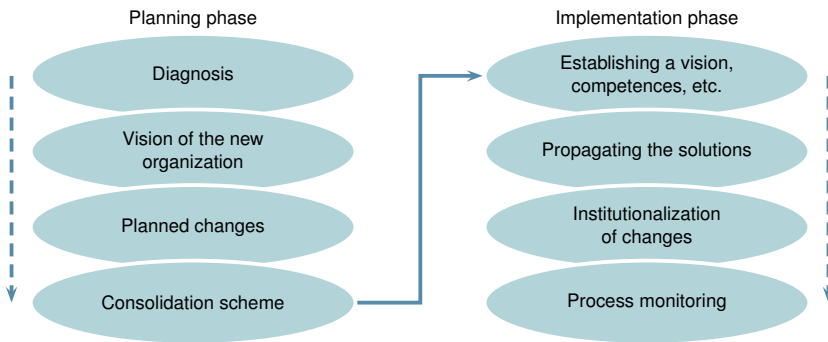 Planning phase
Diagnosis
Vision of the new
organization
Planned changes
Consolidation scheme
Implementation phase
Establishing a vision,
competences, etc.
Propagating the solutions
Institutionalization
of changes
Process monitoring